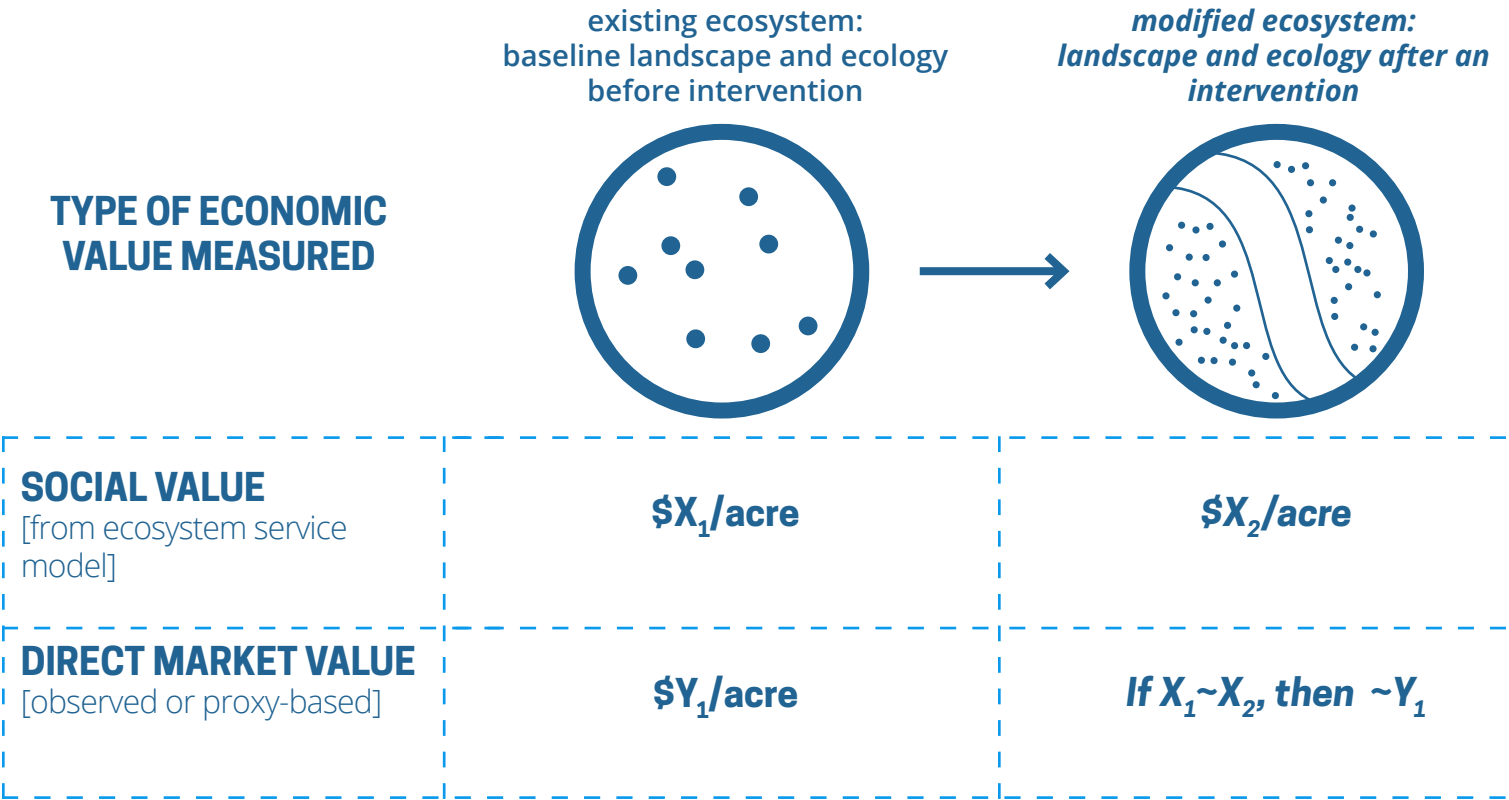 existing ecosystem:
baseline landscape and ecology
before intervention
modified ecosystem:
landscape and ecology after an
intervention
TYPE OF ECONOMIC
VALUE MEASURED
SOCIAL VALUE
[from ecosystem service
model]
$X₁/acre
$X₂/acre
DIRECT MARKET VALUE
[observed or proxy-based]
$Y₁/acre
If X₁~X₂, then ~Y₁